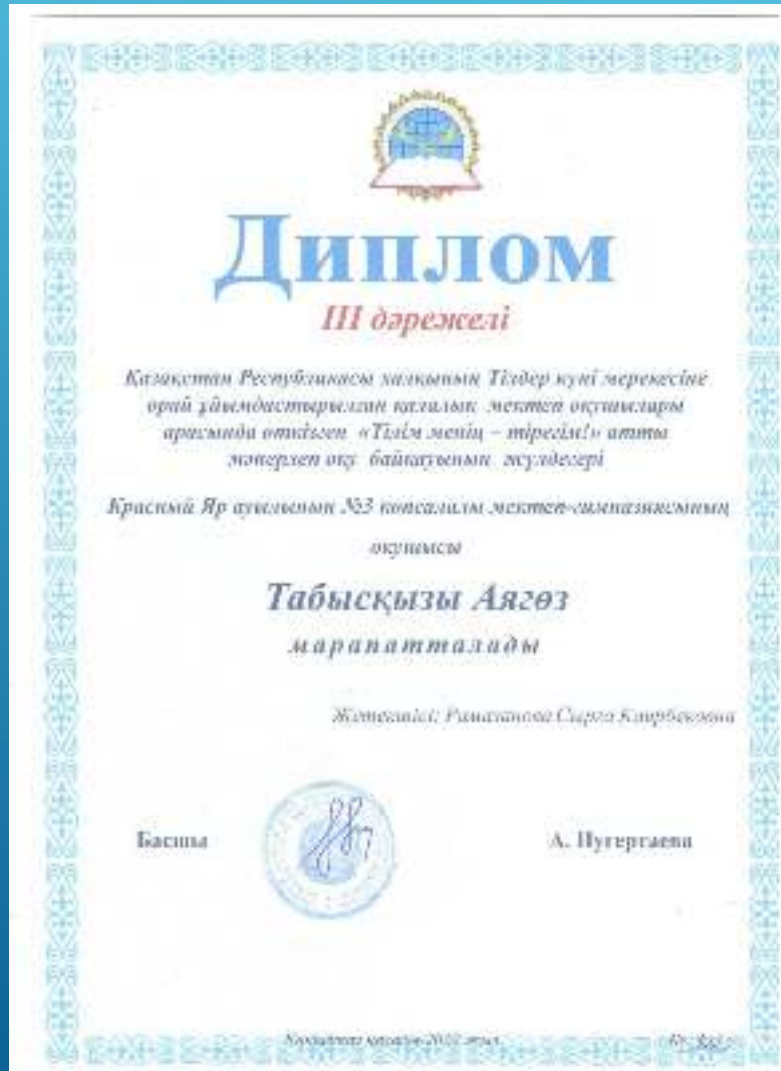 Диплом
III дәрежелі
Қазақстан Республикасы халқының Тілдер күні мерекесіне
орай ұйымдастырылған қалалық мектеп оқушылары
арасында өткізген «Тілім менің – тірегім!» атты
мәнерлеп оқу байқауының жүлдегері
Красный Яр ауылының №3 көпсалалы мектеп-гимназиясының
оқушысы
Табысқызы Аягөз
марапатталады
Жетекшісі: Рамазанова Сырга Каирбековна
Басшы
А.